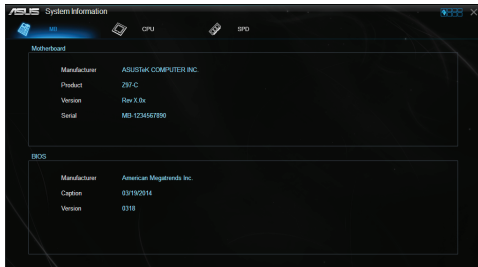 ASUS System Information
MB CPU SPD
Motherboard
Manufacturer ASUSTeK COMPUTER INC.
Product Z97-C
Version Rev X.0x
Serial MB-1234567890
BIOS
Manufacturer American Megatrends Inc.
Caption 03/19/2014
Version 0318